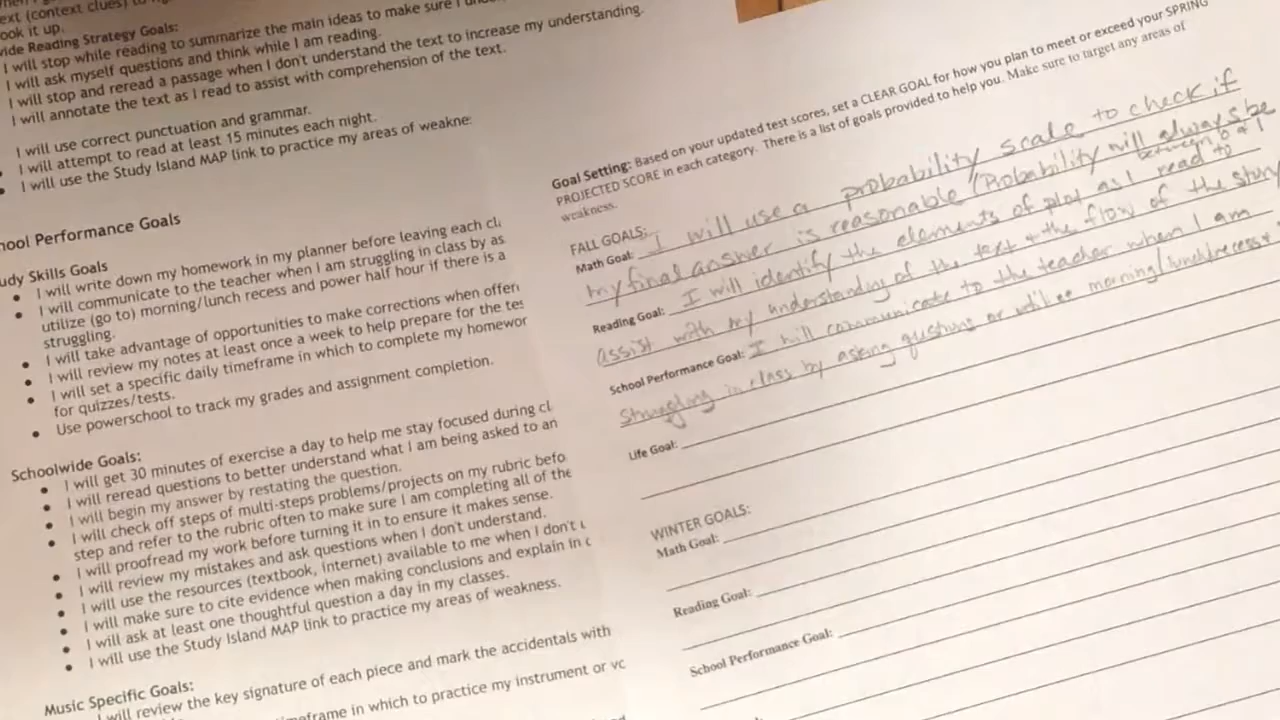 ext (context clues) to
ook it up.
vide Reading Strategy Goals:
I will stop while reading to summarize the main ideas to make sure I
I will ask myself questions and think while I am reading.
I will stop and reread a passage when I don't understand the text to increase my understanding.
I will annotate the text as I read to assist with comprehension of the text.
I will use correct punctuation and grammar.
I will attempt to read at least 15 minutes each night.
I will use the Study Island MAP link to practice my areas of weakne:
hool Performance Goals
udy Skills Goals
I will write down my homework in my planner before leaving each cl
I will communicate to the teacher when I am struggling in class by as
utilize (go to) morning/lunch recess and power half hour if there is a
struggling.
I will take advantage of opportunities to make corrections when offer
I will review my notes at least once a week to help prepare for the tes
I will set a specific daily timeframe in which to complete my homewor
for quizzes/tests.
Use powerschool to track my grades and assignment completion.
Schoolwide Goals:
I will get 30 minutes of exercise a day to help me stay focused during cl
I will reread questions to better understand what I am being asked to an
I will begin my answer by restating the question.
I will check off steps of multi-steps problems/projects on my rubric befo
step and refer to the rubric often to make sure I am completing all of the
I will proofread my work before turning it in to ensure it makes sense.
I will review my mistakes and ask questions when I don't understand.
I will use the resources (textbook, internet) available to me when I don't
I will make sure to cite evidence when making conclusions and explain in
I will ask at least one thoughtful question a day in my classes.
I will use the Study Island MAP link to practice my areas of weakness.
Music Specific Goals:
I will review the key signature of each piece and mark the accidentals with
meframe in which to practice my instrument or vc
Goal Setting: Based on your updated test scores, set a CLEAR GOAL for how you plan to meet or exceed your SPRING
PROJECTED SCORE in each category. There is a list of goals provided to help you. Make sure to target any areas of
weakness.
FALL GOALS:
Math Goal: I will use a probability scale to check if
my final answer is reasonable (Probability will always be
between 0 & 1
Reading Goal: I will identify the elements of plot as I read to
assist with my understanding of the text & the flow of the story
School Performance Goal: I will communicate to the teacher when I am
struggling in class by asking questions or utilize morning/lunch recess &
Life Goal:
WINTER GOALS:
Math Goal:
Reading Goal:
School Performance Goal: